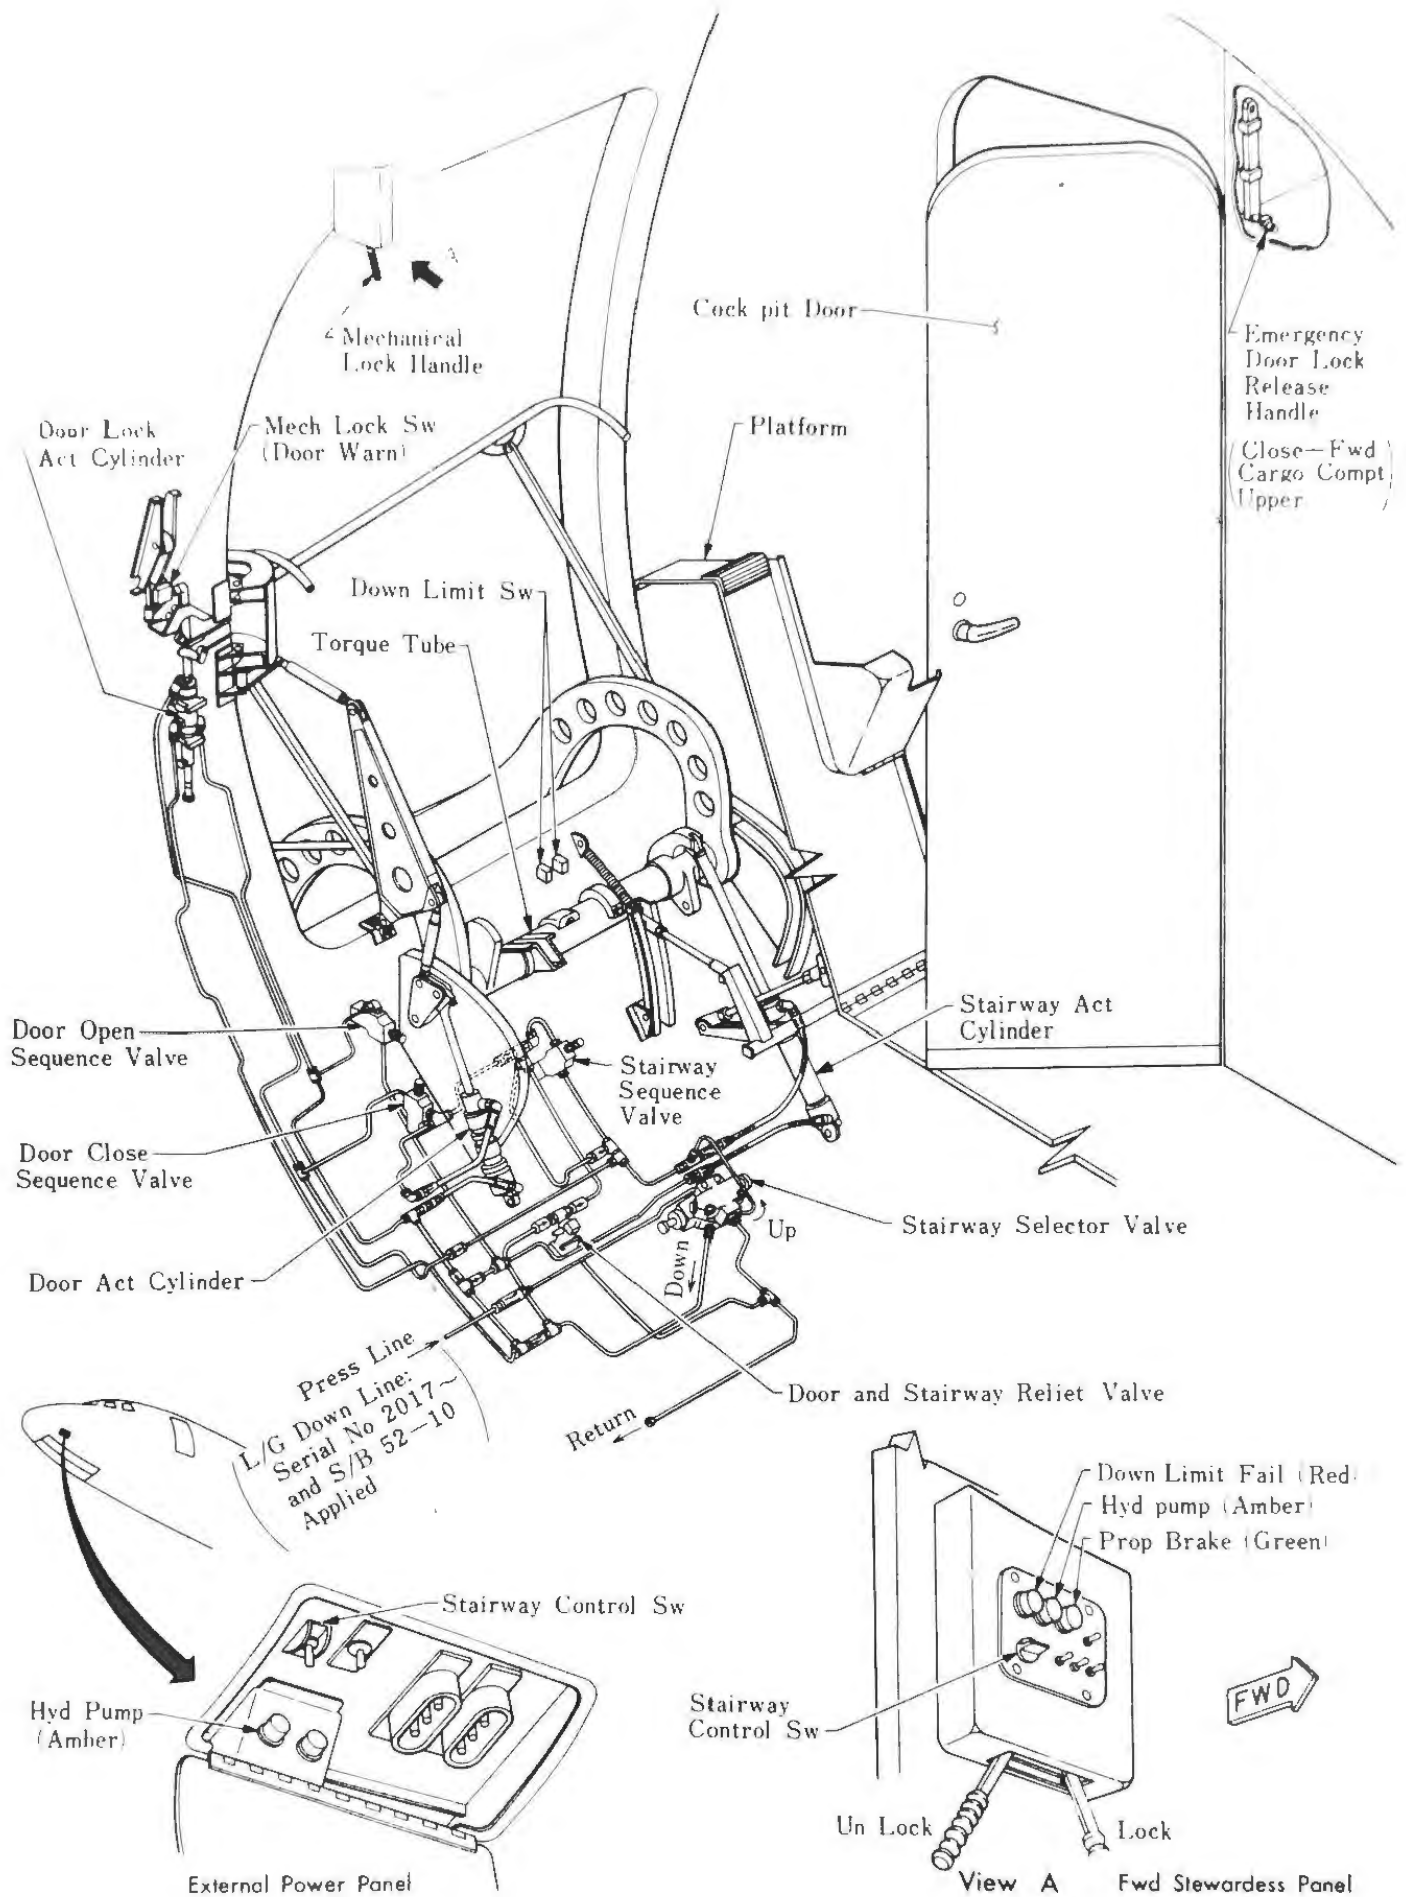 Mechanical
Lock Handle
Cock pit Door
Emergency
Door Lock
Release
Handle
(Close—Fwd
Cargo Compt
Upper)
Door Lock
Act Cylinder
Mech Lock Sw
(Door Warn)
Platform
Down Limit Sw
Torque Tube
Door Open
Sequence Valve
Stairway Act
Cylinder
Stairway
Sequence
Valve
Door Close
Sequence Valve
Up
Stairway Selector Valve
Down
Door Act Cylinder
Press Line
L/G Down Line:
Serial No 2017~
and S/B 52—10
Applied
Door and Stairway Reliet Valve
Return
Down Limit Fail (Red)
Hyd pump (Amber)
Prop Brake (Green)
Stairway Control Sw
Hyd Pump
(Amber)
Stairway
Control Sw
FWD
Un Lock
Lock
External Power Panel
View A
Fwd Stewardess Panel